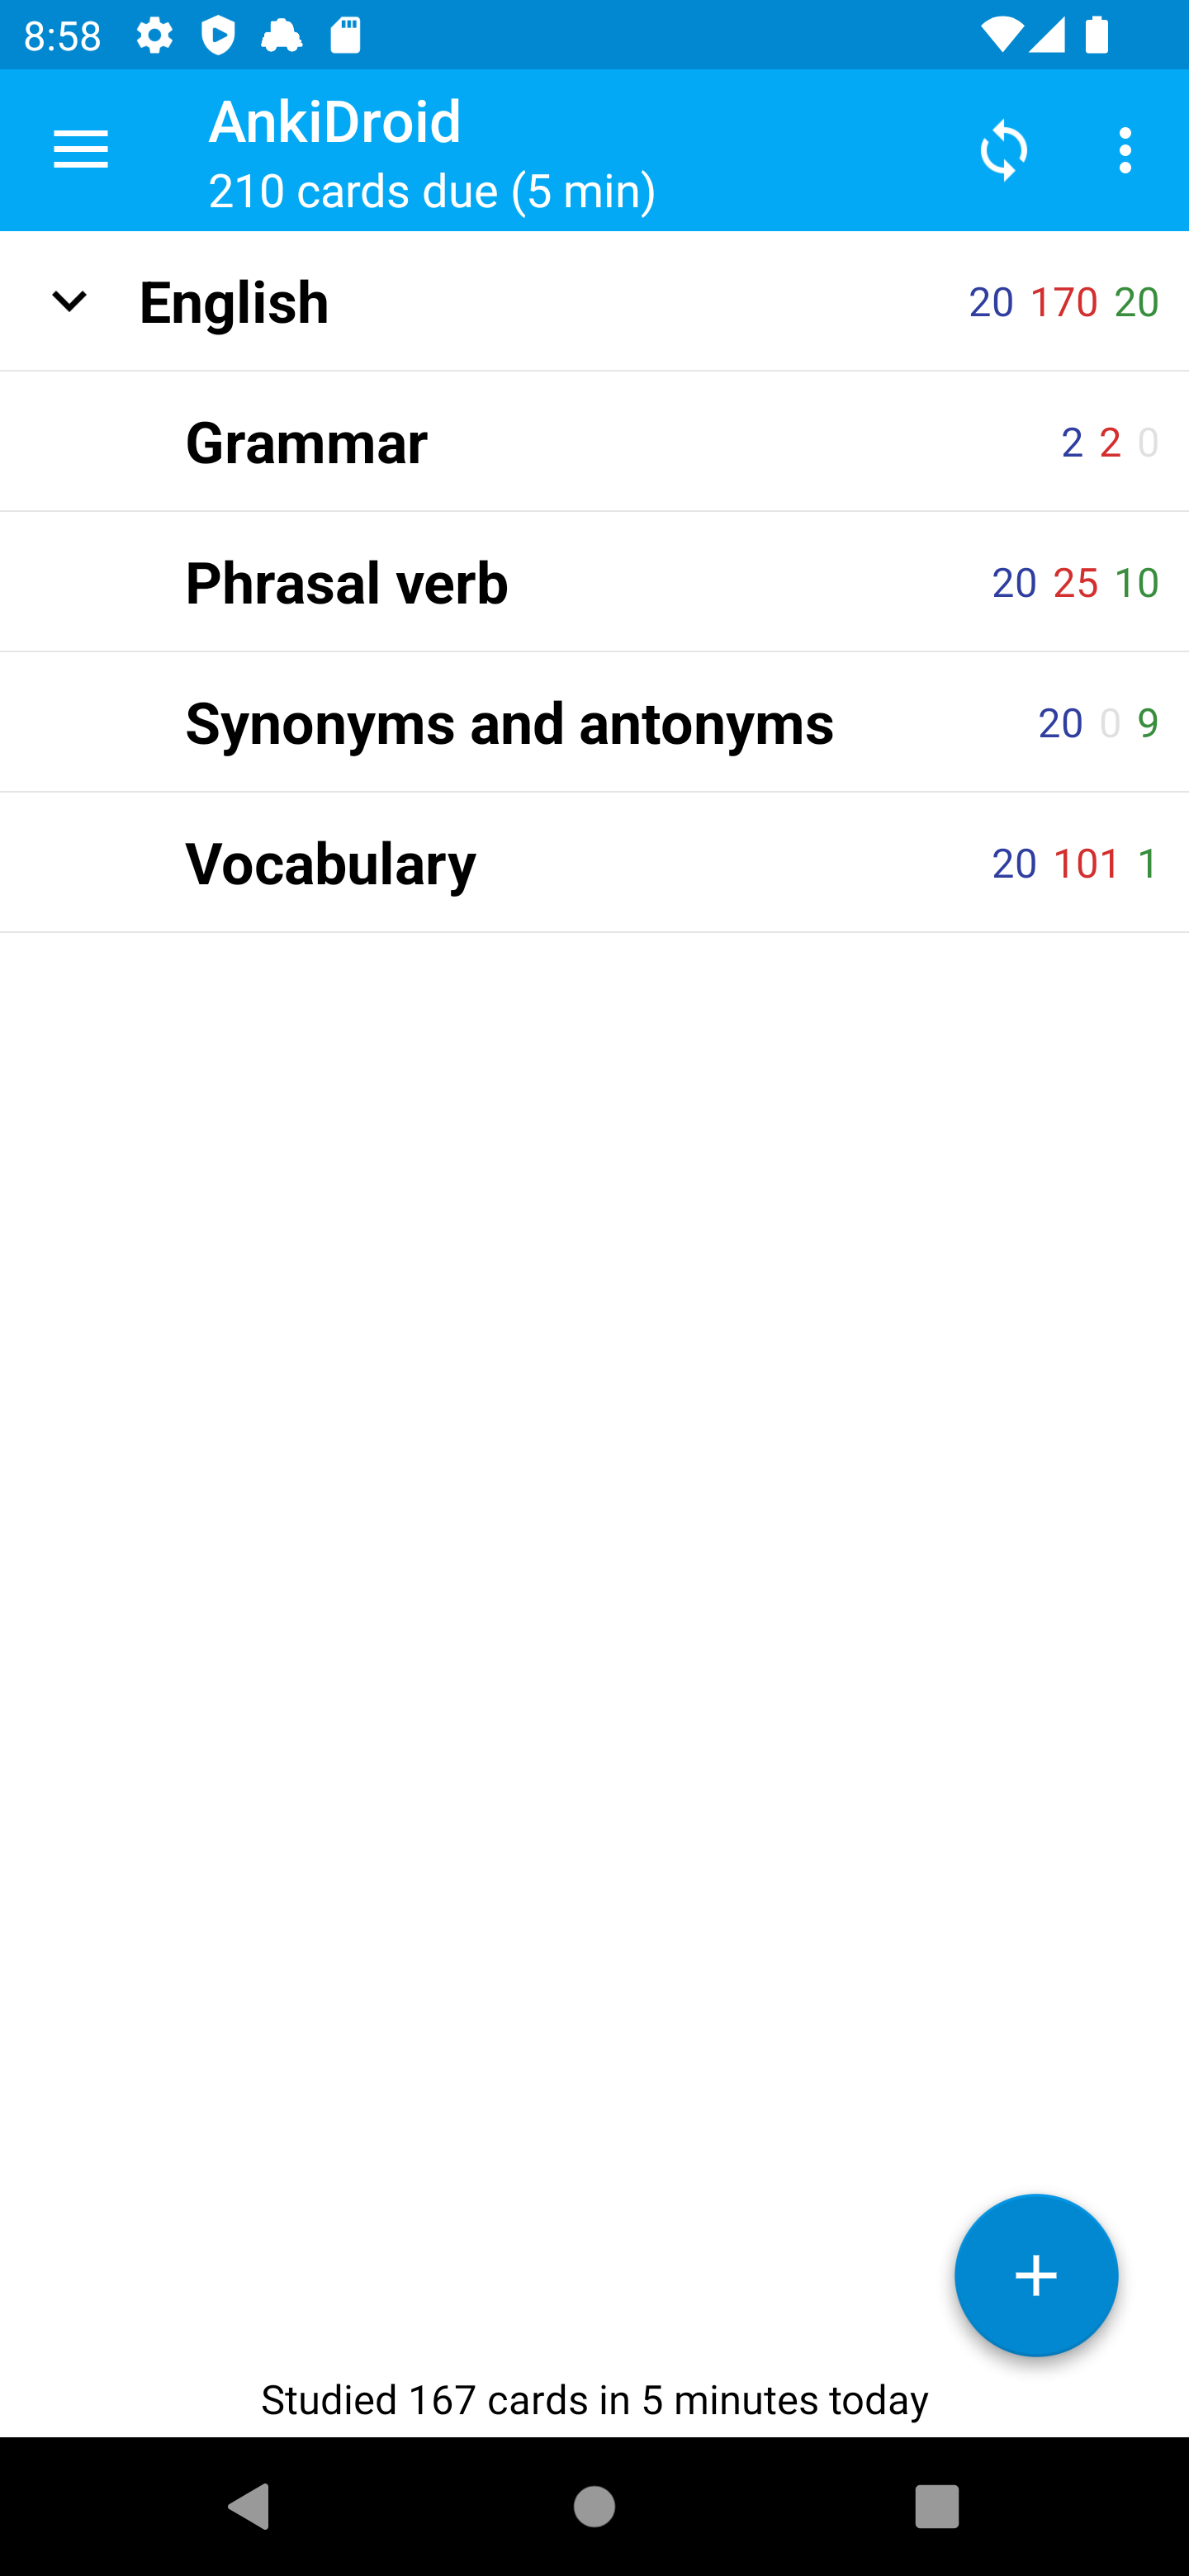 8:58
AnkiDroid
210 cards due (5 min)
English 20 170 20
Grammar 2 2 0
Phrasal verb 20 25 10
Synonyms and antonyms 20 0 9
Vocabulary 20 101 1
Studied 167 cards in 5 minutes today